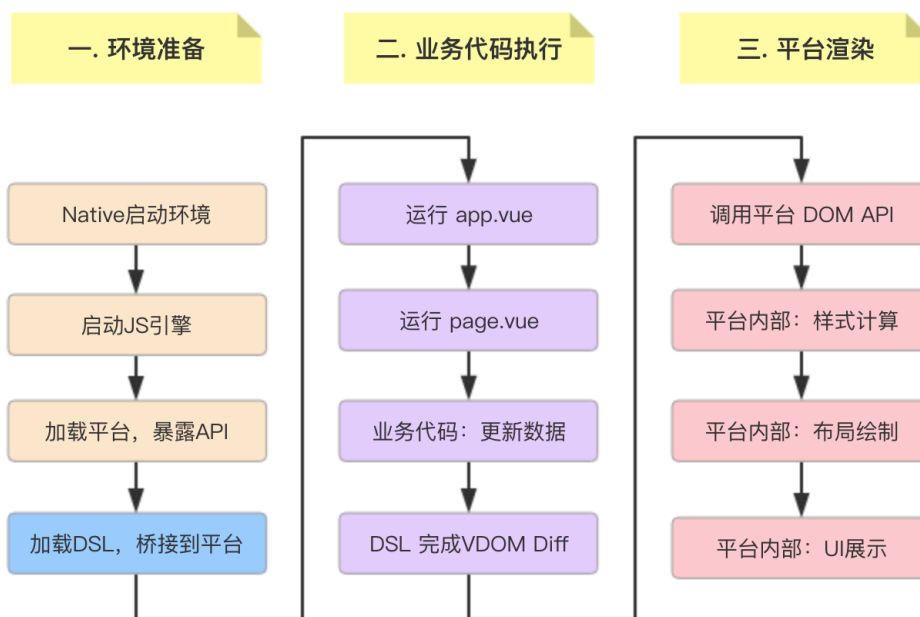 一. 环境准备
二. 业务代码执行
三. 平台渲染
Native启动环境
启动JS引擎
加载平台，暴露API
加载DSL，桥接到平台
运行 app.vue
运行 page.vue
业务代码：更新数据
DSL 完成VDOM Diff
调用平台 DOM API
平台内部：样式计算
平台内部：布局绘制
平台内部：UI展示